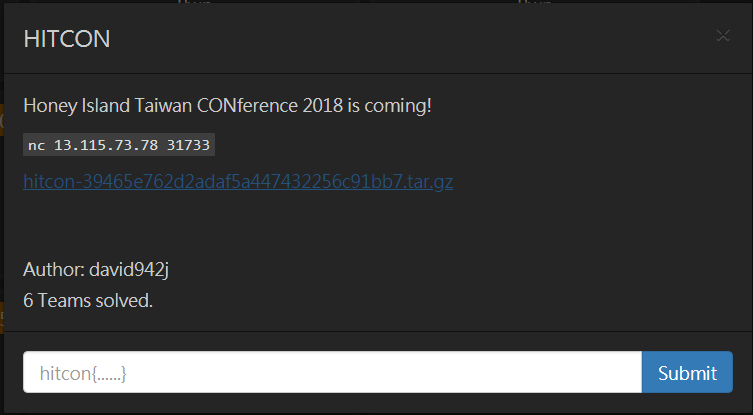 HITCON
×
Honey Island Taiwan CONference 2018 is coming!
nc 13.115.73.78 31733
hitcon-39465e762d2adaf5a447432256c91bb7.tar.gz
Author: david942j
6 Teams solved.
hitcon{......}
Submit